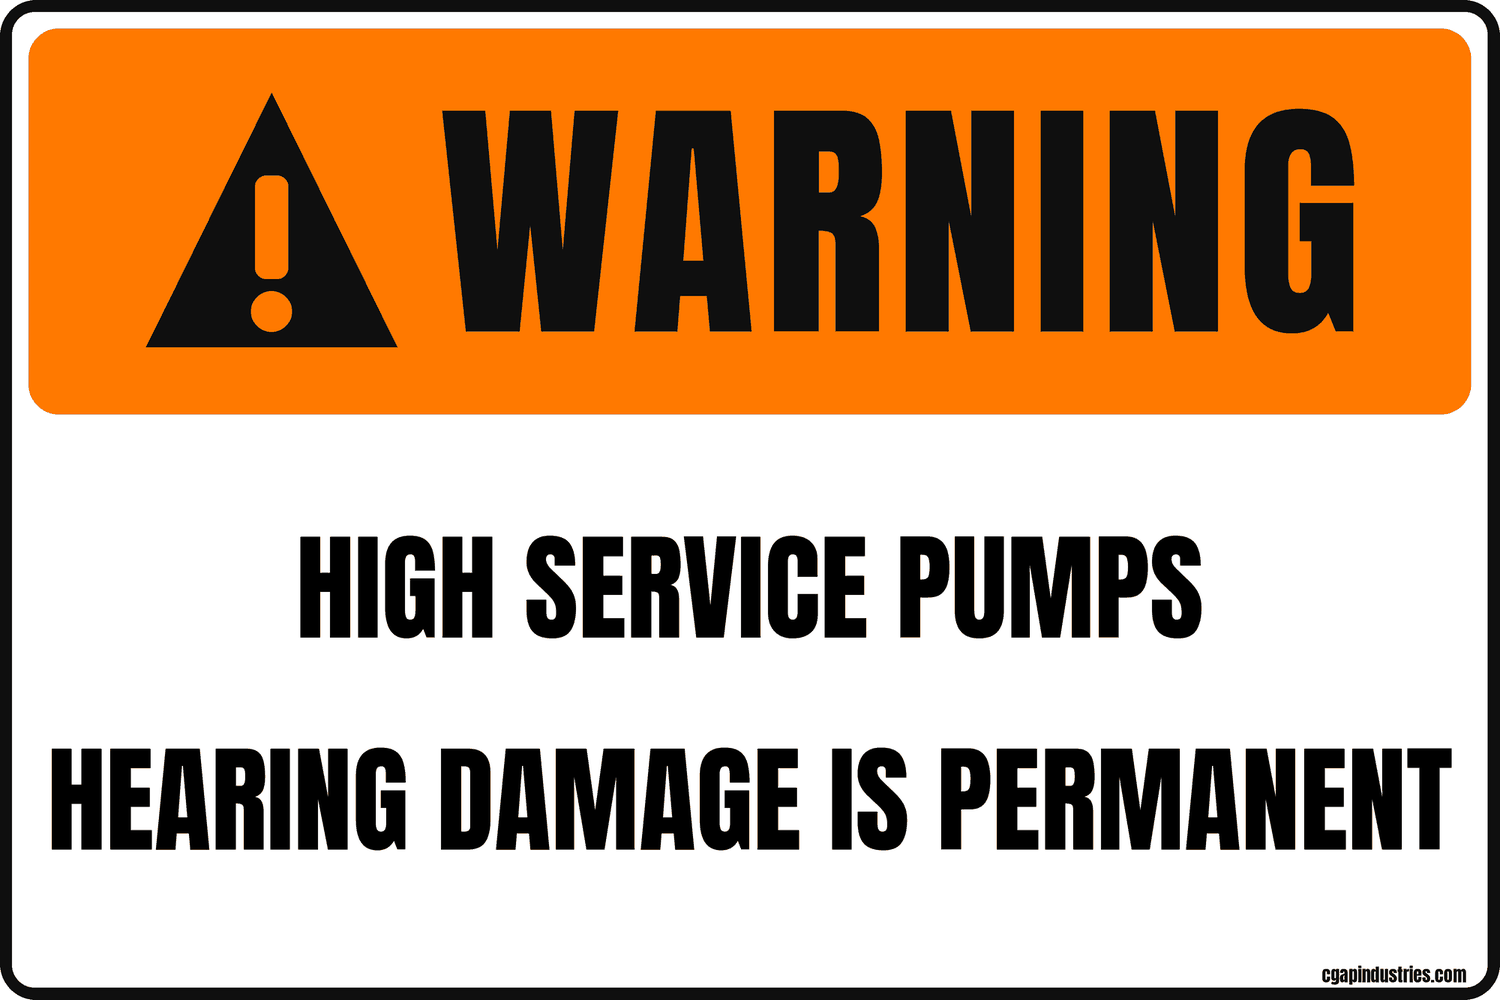 WARNING
HIGH SERVICE PUMPS
HEARING DAMAGE IS PERMANENT
cgapindustries.com